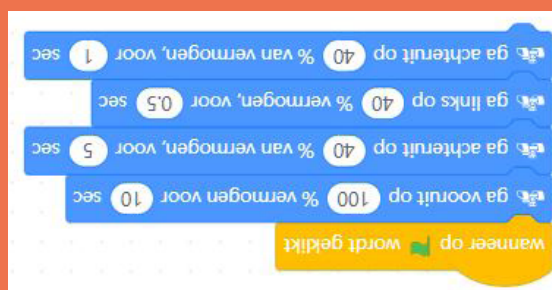 wanneer op wordt geklikt
ga vooruit op 100 % vermogen voor 10 sec
ga achteruit op 40 % van vermogen, voor 5 sec
ga links op 40 % vermogen, voor 0.5 sec
ga achteruit op 40 % van vermogen, voor 1 sec